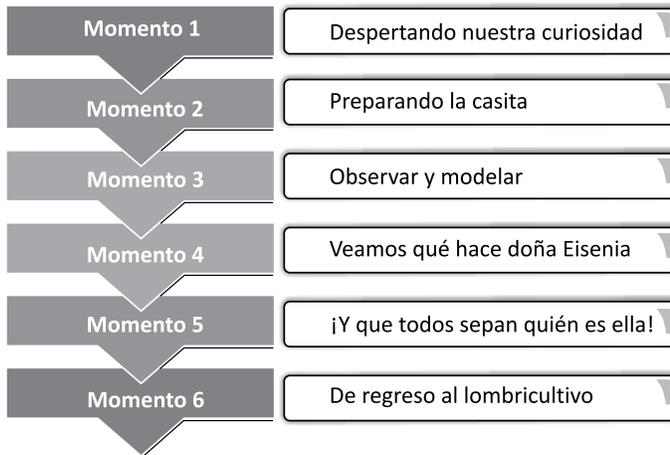 Momento 1
Despertando nuestra curiosidad
Momento 2
Preparando la casita
Momento 3
Observar y modelar
Momento 4
Veamos qué hace doña Eisenia
Momento 5
¡Y que todos sepan quién es ella!
Momento 6
De regreso al lombricultivo